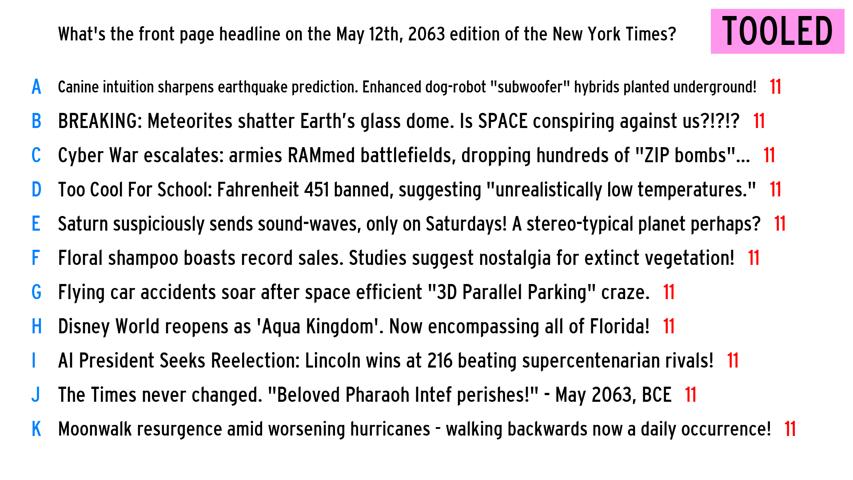 What's the front page headline on the May 12th, 2063 edition of the New York Times?
TOOLED
A Canine intuition sharpens earthquake prediction. Enhanced dog-robot "subwoofer" hybrids planted underground! 11
B BREAKING: Meteorites shatter Earth’s glass dome. Is SPACE conspiring against us?!?!? 11
C Cyber War escalates: armies RAMmed battlefields, dropping hundreds of "ZIP bombs"... 11
D Too Cool For School: Fahrenheit 451 banned, suggesting "unrealistically low temperatures." 11
E Saturn suspiciously sends sound-waves, only on Saturdays! A stereo-typical planet perhaps? 11
F Floral shampoo boasts record sales. Studies suggest nostalgia for extinct vegetation! 11
G Flying car accidents soar after space efficient "3D Parallel Parking" craze. 11
H Disney World reopens as 'Aqua Kingdom'. Now encompassing all of Florida! 11
I AI President Seeks Reelection: Lincoln wins at 216 beating supercentenarian rivals! 11
J The Times never changed. "Beloved Pharaoh Intef perishes!" - May 2063, BCE 11
K Moonwalk resurgence amid worsening hurricanes - walking backwards now a daily occurrence! 11